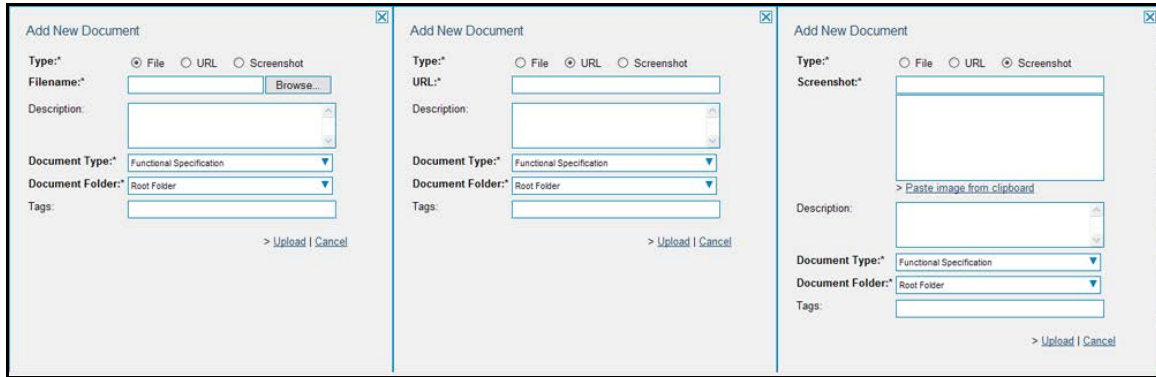 Add New Document
Type:* File URL Screenshot
Filename:* Browse...
Description:
Document Type:* Functional Specification
Document Folder:* Root Folder
Tags:
> Upload | Cancel
Add New Document
Type:* File URL Screenshot
URL:*
Description:
Document Type:* Functional Specification
Document Folder:* Root Folder
Tags:
> Upload | Cancel
Add New Document
Type:* File URL Screenshot
Screenshot:*
> Paste image from clipboard
Description:
Document Type:* Functional Specification
Document Folder:* Root Folder
Tags:
> Upload | Cancel